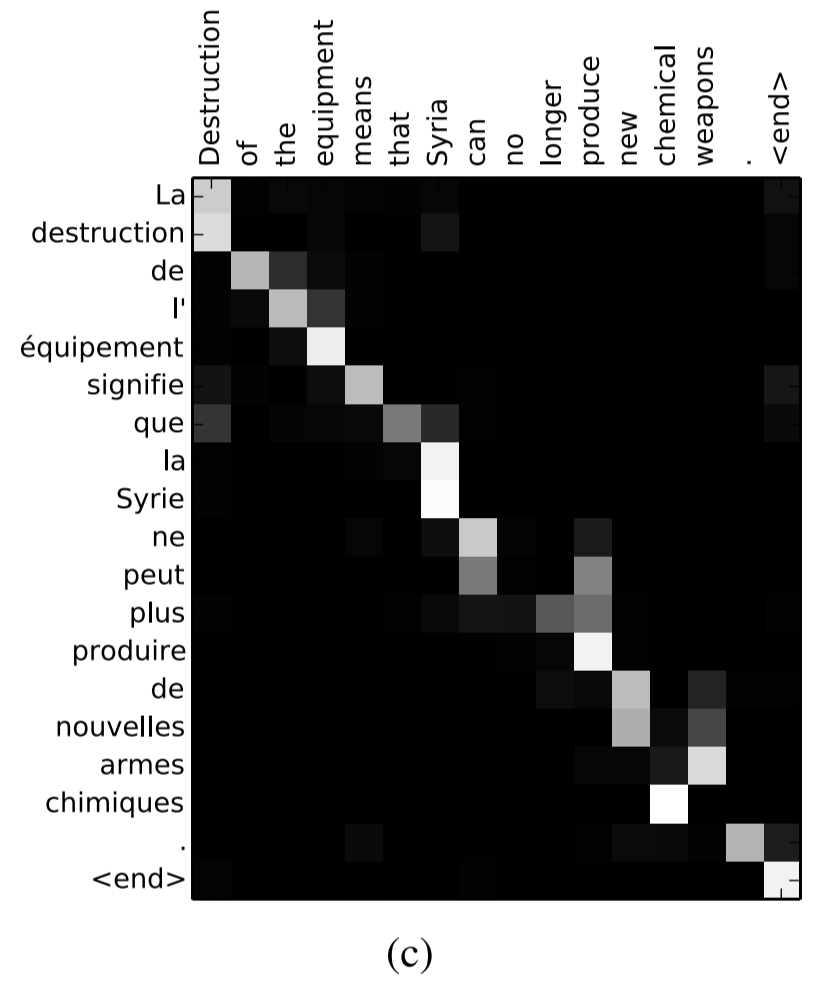 Destruction of the equipment means that Syria can no longer produce new chemical weapons . <end>
La
destruction
de
l'
équipement
signifie
que
la
Syrie
ne
peut
plus
produire
de
nouvelles
armes
chimiques
.
<end>
(c)